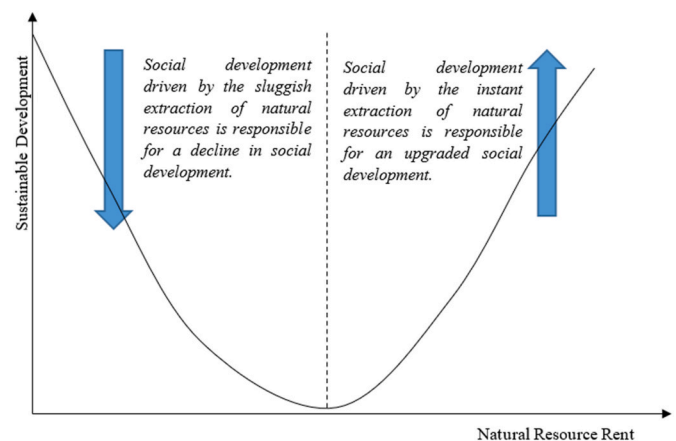 Social development
driven by the sluggish
extraction of natural
resources is responsible
for a decline in social
development.
Social development
driven by the instant
extraction of natural
resources is responsible
for an upgraded social
development.
Sustainable Development
Natural Resource Rent